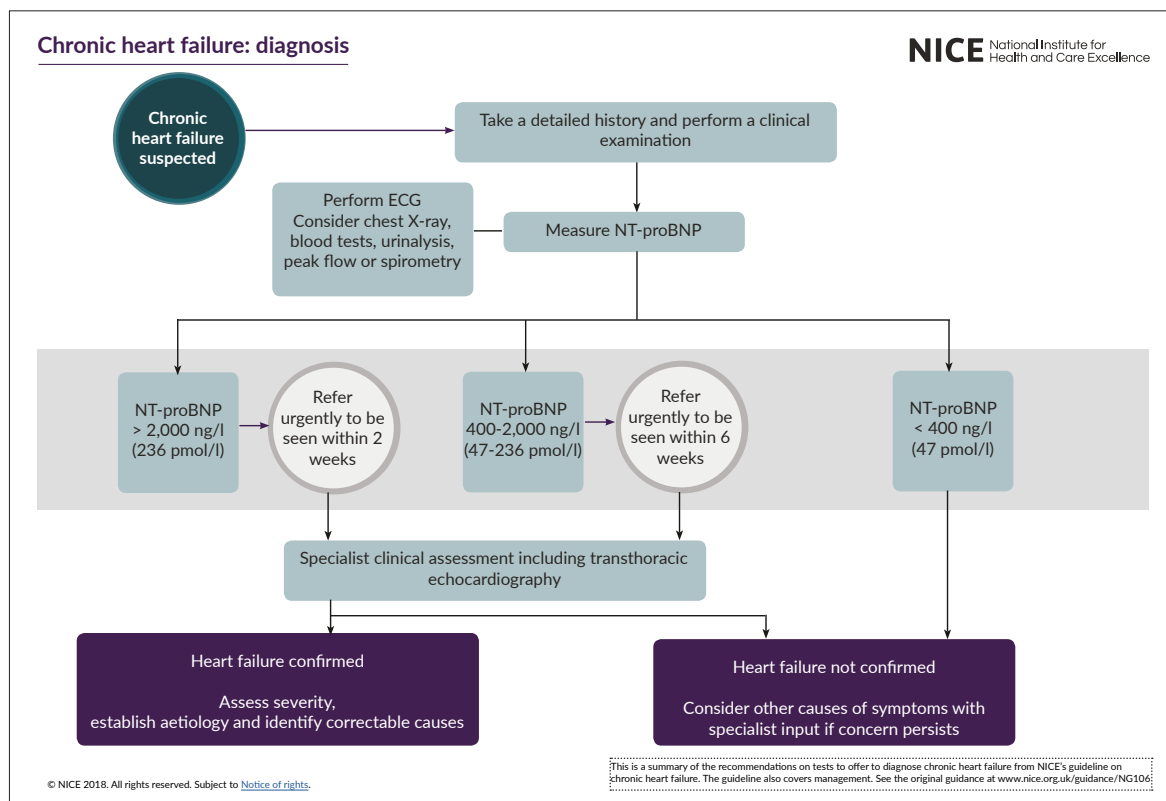 Chronic heart failure: diagnosis
NICE National Institute for
Health and Care Excellence
Chronic
heart failure
suspected
Take a detailed history and perform a clinical
examination
Perform ECG
Consider chest X-ray,
blood tests, urinalysis,
peak flow or spirometry
Measure NT-proBNP
NT-proBNP
> 2,000 ng/l
(236 pmol/l)
Refer
urgently to be
seen within 2
weeks
NT-proBNP
400-2,000 ng/l
(47-236 pmol/l)
Refer
urgently to be
seen within 6
weeks
NT-proBNP
< 400 ng/l
(47 pmol/l)
Specialist clinical assessment including transthoracic
echocardiography
Heart failure confirmed
Assess severity,
establish aetiology and identify correctable causes
Heart failure not confirmed
Consider other causes of symptoms with
specialist input if concern persists
© NICE 2018. All rights reserved. Subject to Notice of rights.
This is a summary of the recommendations on tests to offer to diagnose chronic heart failure from NICE's guideline on
chronic heart failure. The guideline also covers management. See the original guidance at www.nice.org.uk/guidance/NG106